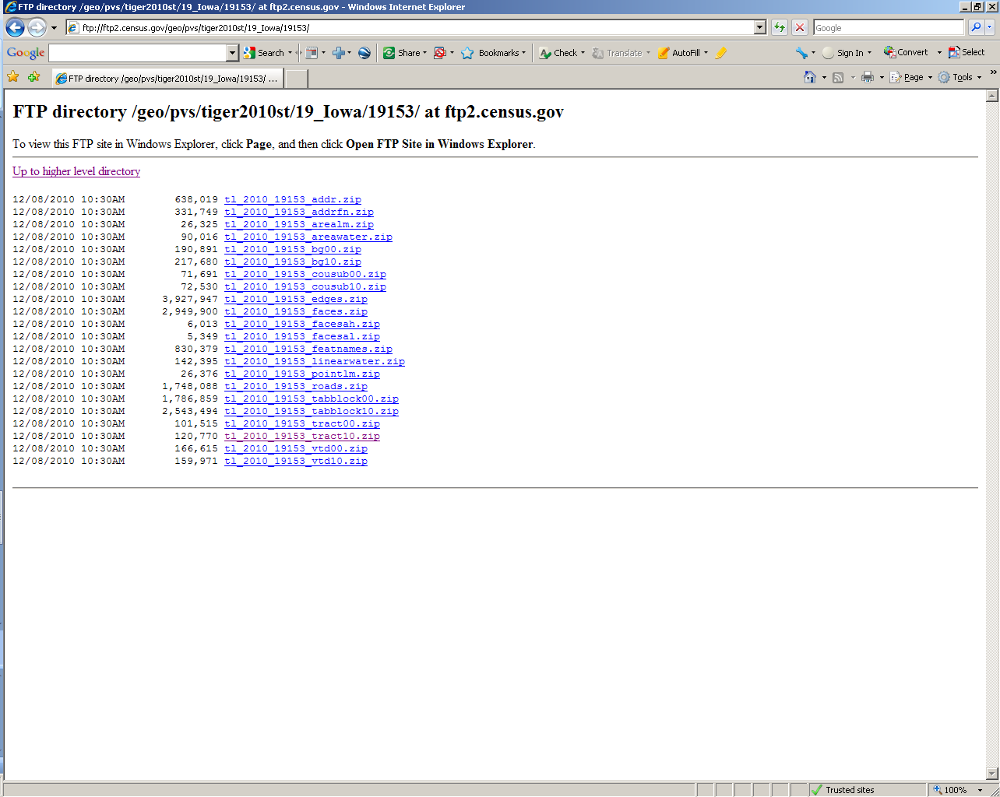 FTP directory /geo/pvs/tiger2010st/19_Iowa/19153/ at ftp2.census.gov - Windows Internet Explorer
ftp://ftp2.census.gov/geo/pvs/tiger2010st/19_Iowa/19153/
Google
Google Search Share Bookmarks Check Translate AutoFill Sign In Convert Select
FTP directory /geo/pvs/tiger2010st/19_Iowa/19153/ ... Page Tools
FTP directory /geo/pvs/tiger2010st/19_Iowa/19153/ at ftp2.census.gov
To view this FTP site in Windows Explorer, click Page, and then click Open FTP Site in Windows Explorer.
Up to higher level directory
12/08/2010 10:30AM 638,019 tl_2010_19153_addr.zip
12/08/2010 10:30AM 331,749 tl_2010_19153_addrfn.zip
12/08/2010 10:30AM 26,325 tl_2010_19153_arealm.zip
12/08/2010 10:30AM 90,016 tl_2010_19153_areawater.zip
12/08/2010 10:30AM 190,891 tl_2010_19153_bg00.zip
12/08/2010 10:30AM 217,680 tl_2010_19153_bg10.zip
12/08/2010 10:30AM 71,691 tl_2010_19153_cousub00.zip
12/08/2010 10:30AM 72,530 tl_2010_19153_cousub10.zip
12/08/2010 10:30AM 3,927,947 tl_2010_19153_edges.zip
12/08/2010 10:30AM 2,949,900 tl_2010_19153_faces.zip
12/08/2010 10:30AM 6,013 tl_2010_19153_facesah.zip
12/08/2010 10:30AM 5,349 tl_2010_19153_facesal.zip
12/08/2010 10:30AM 830,379 tl_2010_19153_featnames.zip
12/08/2010 10:30AM 142,395 tl_2010_19153_linearwater.zip
12/08/2010 10:30AM 26,376 tl_2010_19153_pointlm.zip
12/08/2010 10:30AM 1,748,088 tl_2010_19153_roads.zip
12/08/2010 10:30AM 1,786,859 tl_2010_19153_tabblock00.zip
12/08/2010 10:30AM 2,543,494 tl_2010_19153_tabblock10.zip
12/08/2010 10:30AM 101,515 tl_2010_19153_tract00.zip
12/08/2010 10:30AM 120,770 tl_2010_19153_tract10.zip
12/08/2010 10:30AM 166,615 tl_2010_19153_vtd00.zip
12/08/2010 10:30AM 159,971 tl_2010_19153_vtd10.zip
Trusted sites 100%